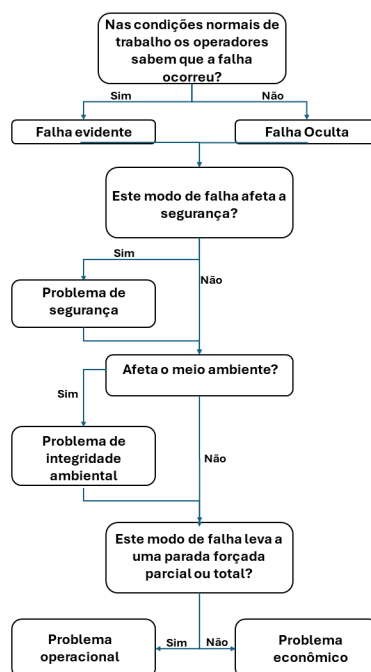 Nas condições normais de
trabalho os operadores
sabem que a falha
ocorreu?
Sim
Não
Falha evidente
Falha Oculta
Este modo de falha afeta a
segurança?
Sim
Não
Problema de
segurança
Afeta o meio ambiente?
Sim
Problema de
integridade
ambiental
Não
Este modo de falha leva a
uma parada forçada
parcial ou total?
Problema
operacional
Sim
Não
Problema
econômico